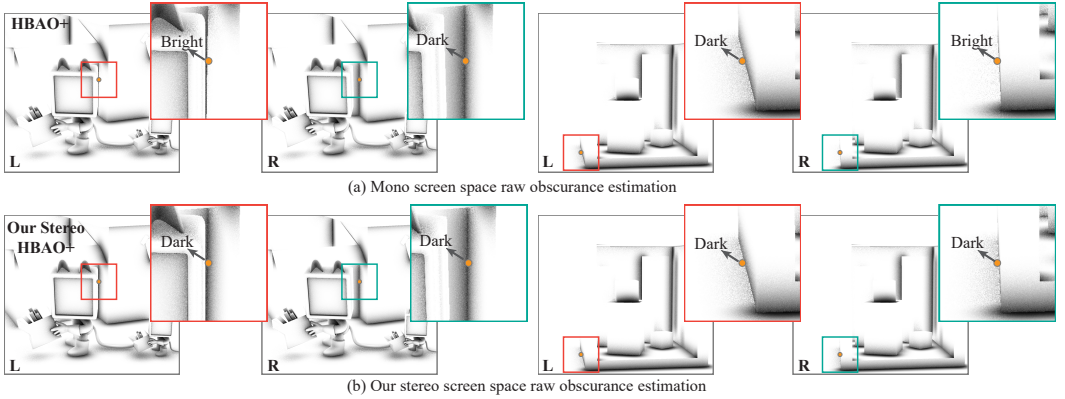 HBAO+
Bright
Dark
Dark
Bright
L
R
L
R
(a) Mono screen space raw obscurance estimation
Our Stereo
HBAO+
Dark
Dark
Dark
Dark
L
R
L
R
(b) Our stereo screen space raw obscurance estimation